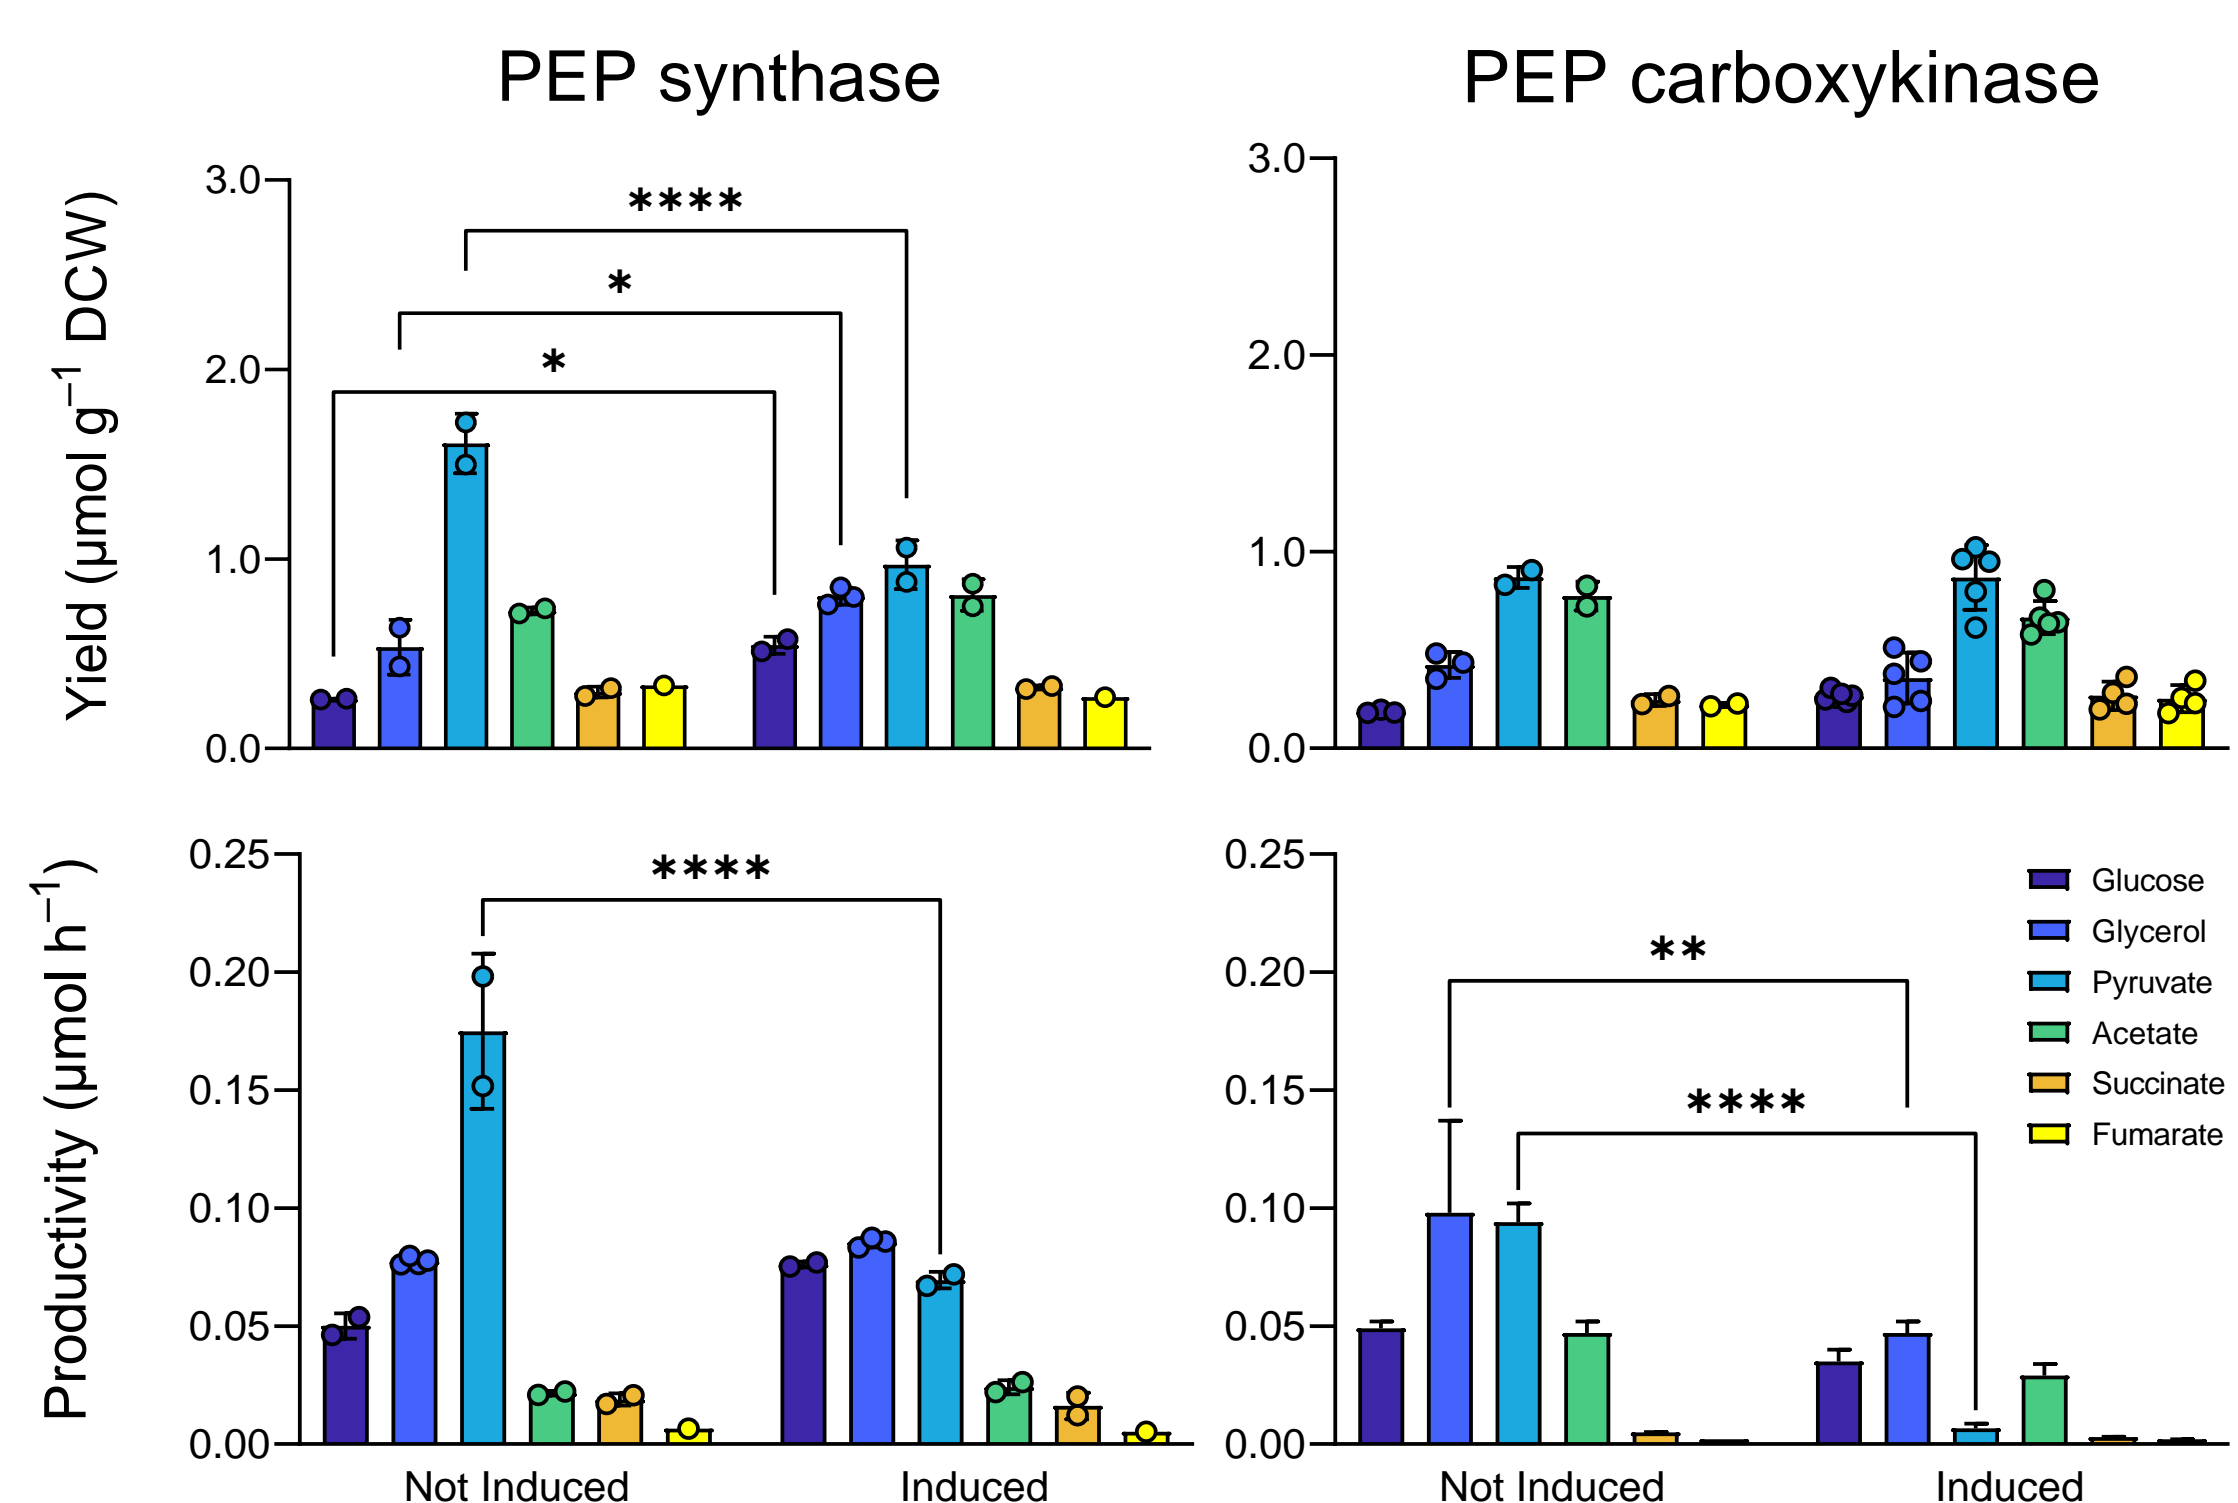 PEP synthase
PEP carboxykinase
Yield (µmol g⁻¹ DCW)
3.0
2.0
1.0
0.0
****
*
*
3.0
2.0
1.0
0.0
Productivity (µmol h⁻¹)
0.25
0.20
0.15
0.10
0.05
0.00
****
Not Induced
Induced
0.25
0.20
0.15
0.10
0.05
0.00
**
****
Glucose
Glycerol
Pyruvate
Acetate
Succinate
Fumarate
Not Induced
Induced